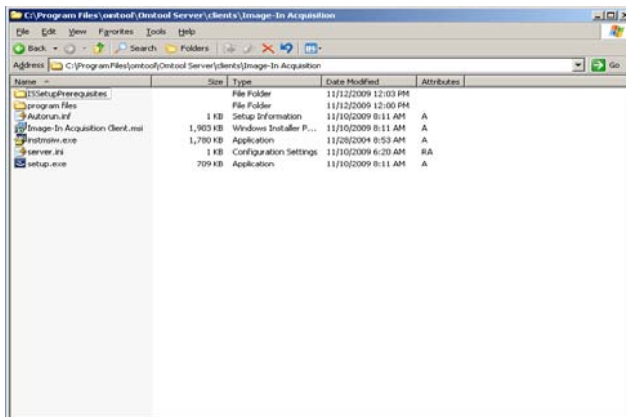 C:\Program Files\omtool\Omtool Server\clients\Image-In Acquisition
File Edit View Favorites Tools Help
Back Search Folders
Address C:\Program Files\omtool\Omtool Server\clients\Image-In Acquisition Go
Name Size Type Date Modified Attributes
ISSetupPrerequisites File Folder 11/12/2009 12:03 PM
program files File Folder 11/12/2009 12:00 PM
Autorun.inf 1 KB Setup Information 11/10/2009 8:11 AM A
Image-In Acquisition Client.msi 1,903 KB Windows Installer P... 11/10/2009 8:11 AM A
instmsiw.exe 1,780 KB Application 11/28/2004 8:53 AM A
server.ini 1 KB Configuration Settings 11/10/2009 6:20 AM RA
setup.exe 709 KB Application 11/10/2009 8:11 AM A